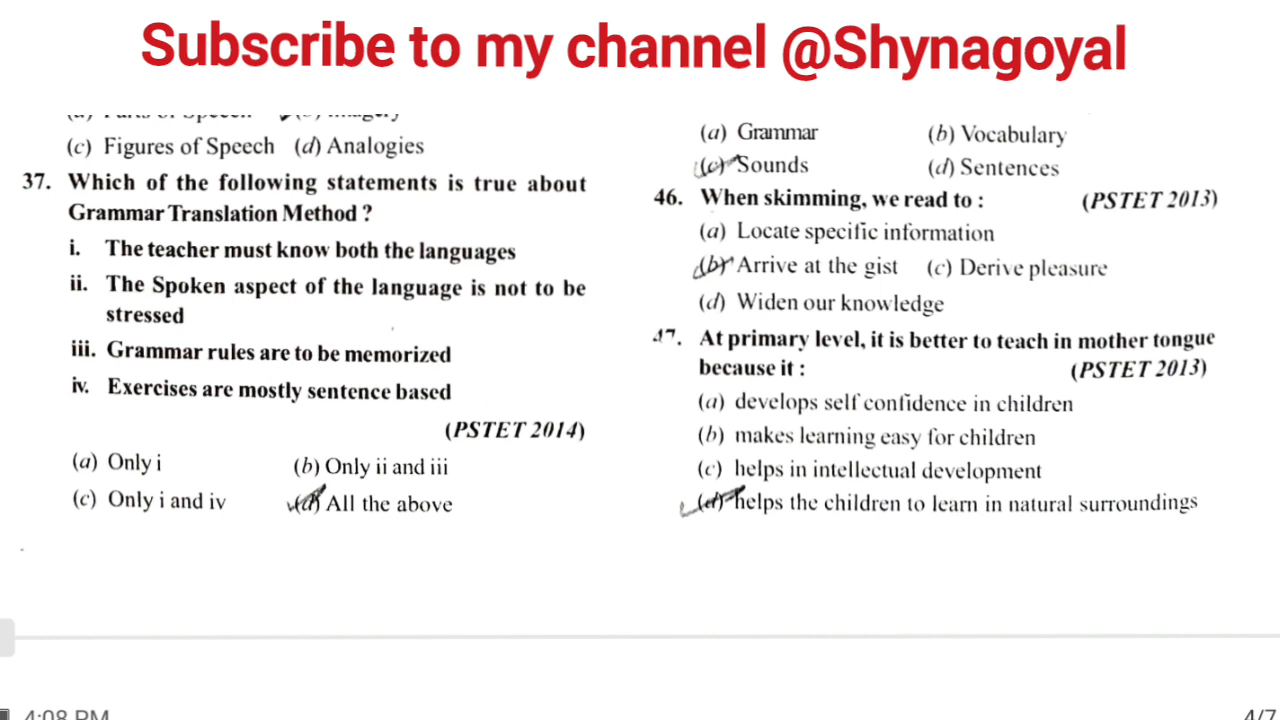 Subscribe to my channel @Shynagoyal
(c) Figures of Speech (d) Analogies
37. Which of the following statements is true about
Grammar Translation Method ?
i. The teacher must know both the languages
ii. The Spoken aspect of the language is not to be
stressed
iii. Grammar rules are to be memorized
iv. Exercises are mostly sentence based
(PSTET 2014)
(a) Only i (b) Only ii and iii
(c) Only i and iv (d) All the above
(a) Grammar (b) Vocabulary
(c) Sounds (d) Sentences
46. When skimming, we read to : (PSTET 2013)
(a) Locate specific information
(b) Arrive at the gist (c) Derive pleasure
(d) Widen our knowledge
47. At primary level, it is better to teach in mother tongue
because it : (PSTET 2013)
(a) develops self confidence in children
(b) makes learning easy for children
(c) helps in intellectual development
(d) helps the children to learn in natural surroundings
4:08 PM
4/7